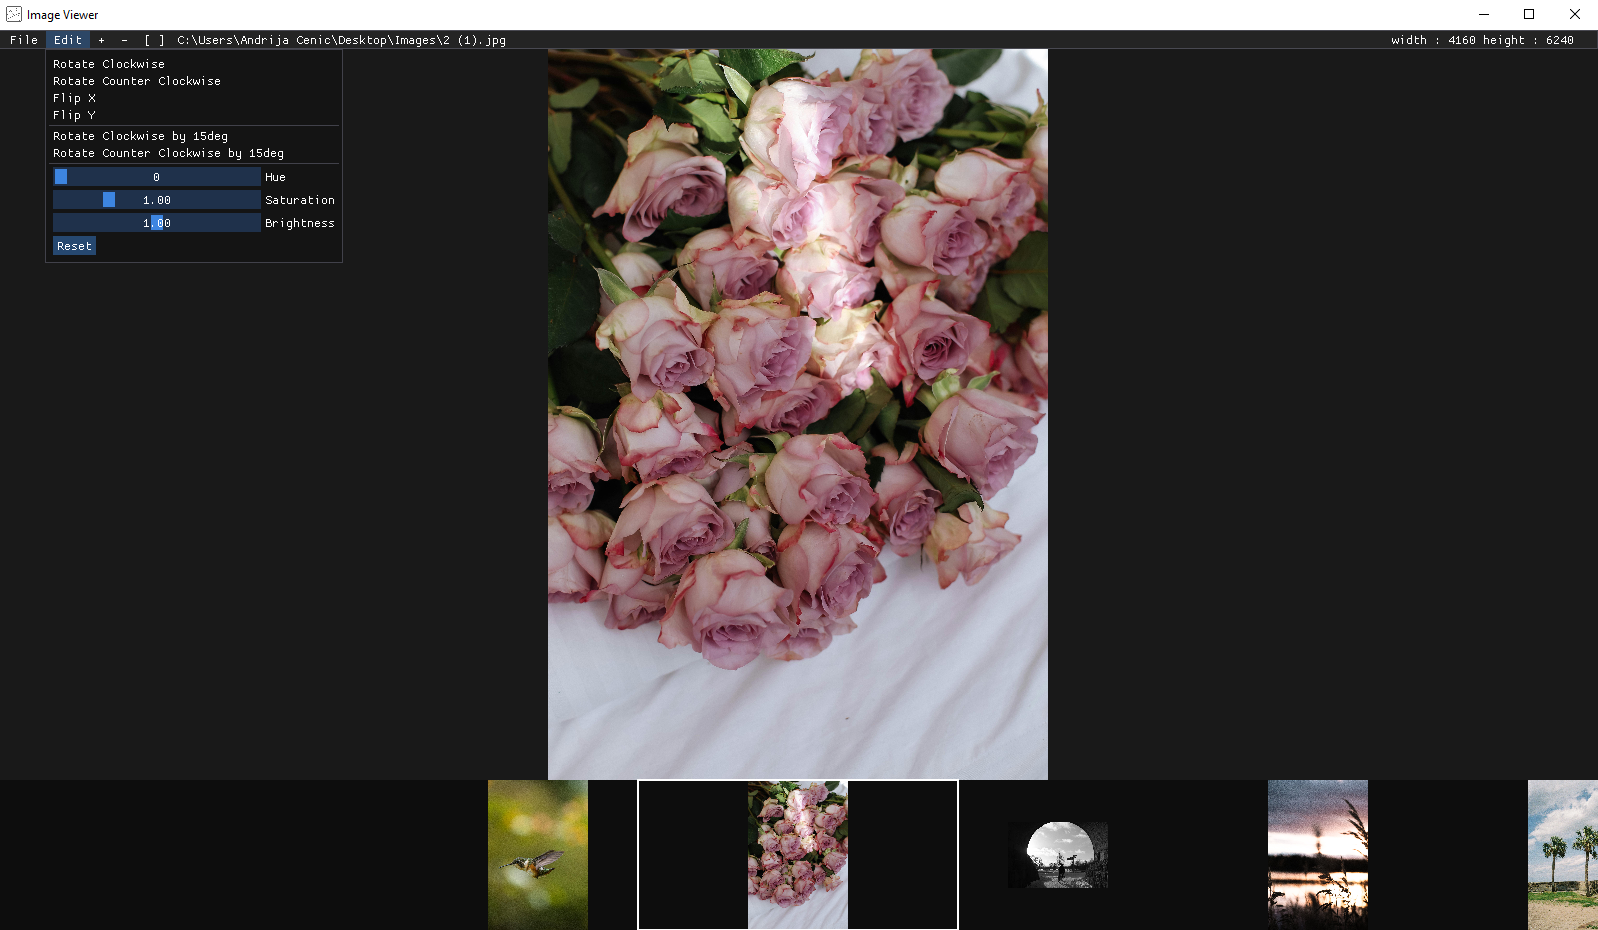 Image Viewer
File Edit + - [ ] C:\Users\Andrija Cenic\Desktop\Images\2 (1).jpg width : 4160 height : 6240
Rotate Clockwise
Rotate Counter Clockwise
Flip X
Flip Y
Rotate Clockwise by 15deg
Rotate Counter Clockwise by 15deg
0 Hue
1.00 Saturation
1.00 Brightness
Reset